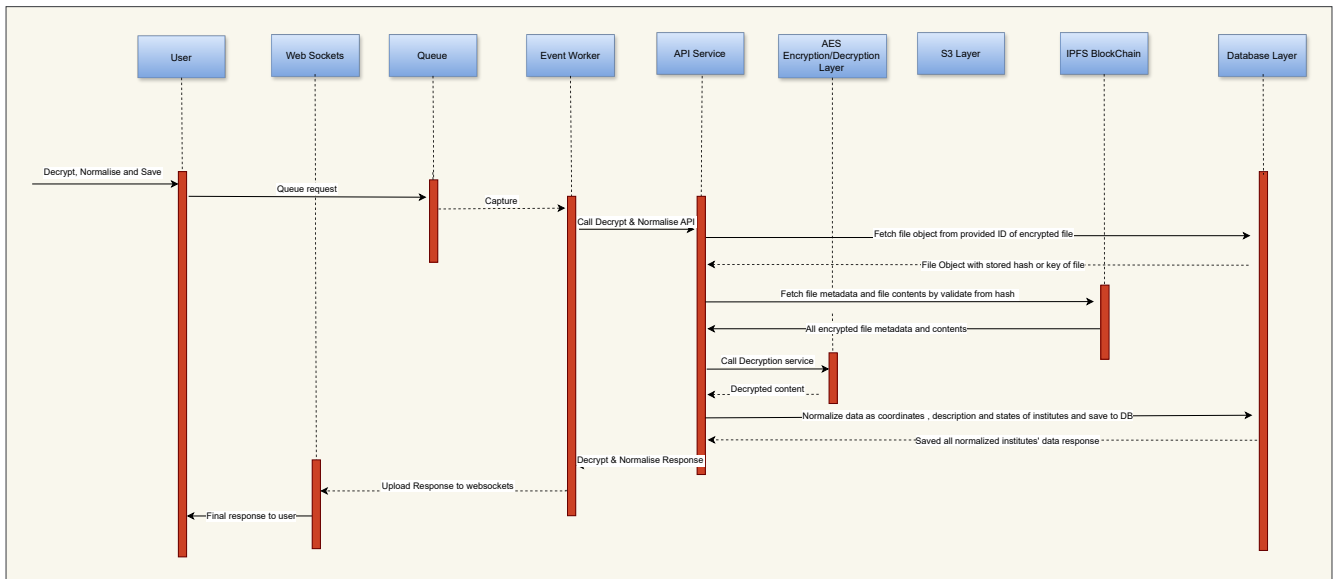 User
Web Sockets
Queue
Event Worker
API Service
AES
Encryption/Decryption
Layer
S3 Layer
IPFS BlockChain
Database Layer
Decrypt, Normalise and Save
Queue request
Capture
Call Decrypt & Normalise API
Fetch file object from provided ID of encrypted file
File Object with stored hash or key of file
Fetch file metadata and file contents by validate from hash
All encrypted file metadata and contents
Call Decryption service
Decrypted content
Normalize data as coordinates , description and states of institutes and save to DB
Saved all normalized institutes' data response
Decrypt & Normalise Response
Upload Response to websockets
Final response to user